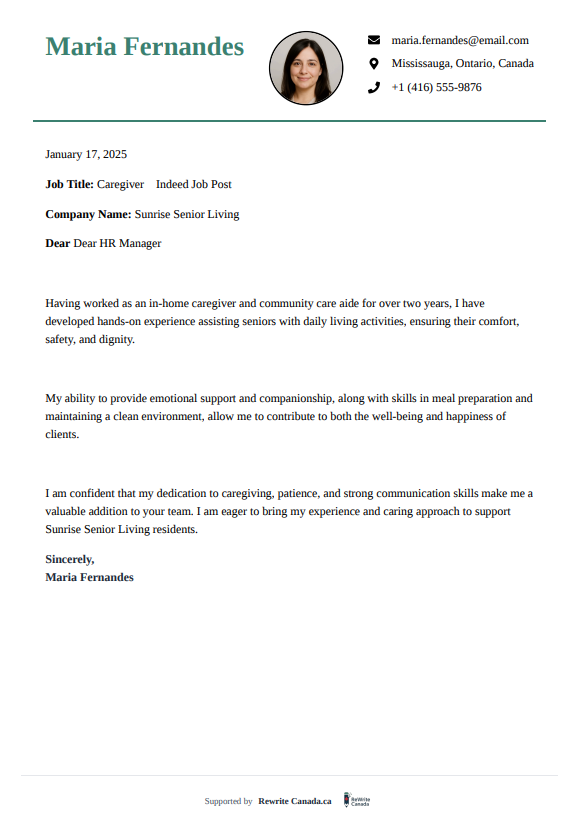 Maria Fernandes
maria.fernandes@email.com
Mississauga, Ontario, Canada
+1 (416) 555-9876
January 17, 2025
Job Title: Caregiver Indeed Job Post
Company Name: Sunrise Senior Living
Dear Dear HR Manager
Having worked as an in-home caregiver and community care aide for over two years, I have
developed hands-on experience assisting seniors with daily living activities, ensuring their comfort,
safety, and dignity.
My ability to provide emotional support and companionship, along with skills in meal preparation and
maintaining a clean environment, allow me to contribute to both the well-being and happiness of
clients.
I am confident that my dedication to caregiving, patience, and strong communication skills make me a
valuable addition to your team. I am eager to bring my experience and caring approach to support
Sunrise Senior Living residents.
Sincerely,
Maria Fernandes
Supported by Rewrite Canada.ca
ReWrite
Canada